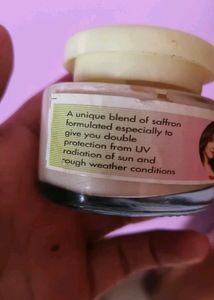 A unique blend of saffron
formulated especially to
give you double
protection from UV
radiation of sun and
rough weather conditions